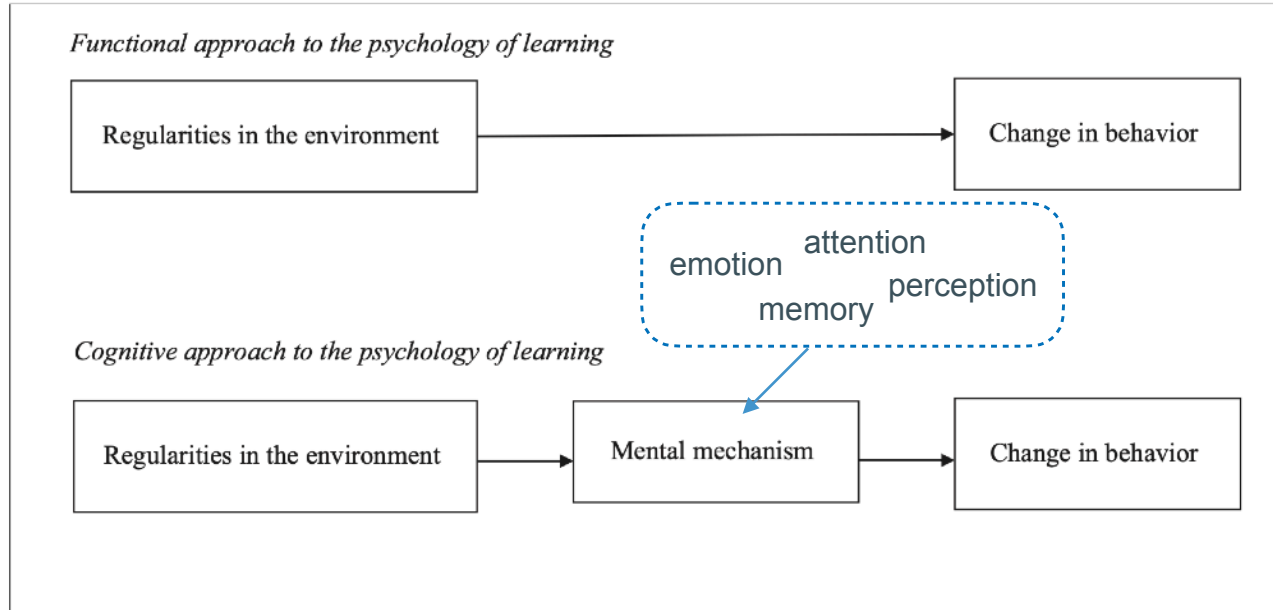 Functional approach to the psychology of learning
Regularities in the environment
Change in behavior
emotion
attention
memory
perception
Cognitive approach to the psychology of learning
Regularities in the environment
Mental mechanism
Change in behavior